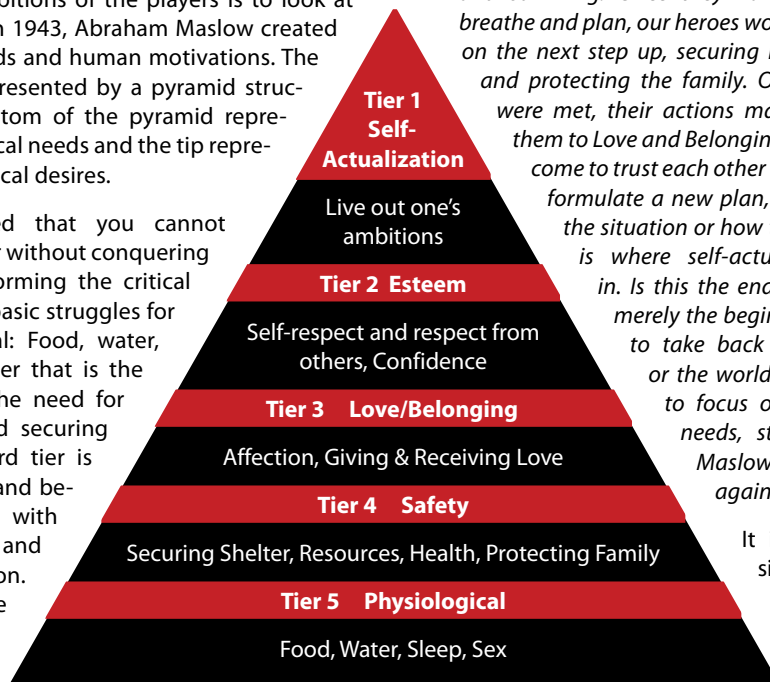 bitions of the players is to look at
n 1943, Abraham Maslow created
ds and human motivations. The
resented by a pyramid struc-
tom of the pyramid repre-
cal needs and the tip repre-
cal desires.
ed that you cannot
without conquering
orming the critical
basic struggles for
l: Food, water,
er that is the
he need for
d securing
rd tier is
and be-
with
and
on.
e
Tier 1
Self-
Actualization
Live out one's
ambitions
Tier 2 Esteem
Self-respect and respect from
others, Confidence
Tier 3 Love/Belonging
Affection, Giving & Receiving Love
Tier 4 Safety
Securing Shelter, Resources, Health, Protecting Family
Tier 5 Physiological
Food, Water, Sleep, Sex
breathe and plan, our heroes wo
on the next step up, securing
and protecting the family. O
were met, their actions ma
them to Love and Belongin
come to trust each other
formulate a new plan,
the situation or how
is where self-actu
in. Is this the end
merely the begin
to take back
or the world
to focus o
needs, st
Maslow
again
It
si